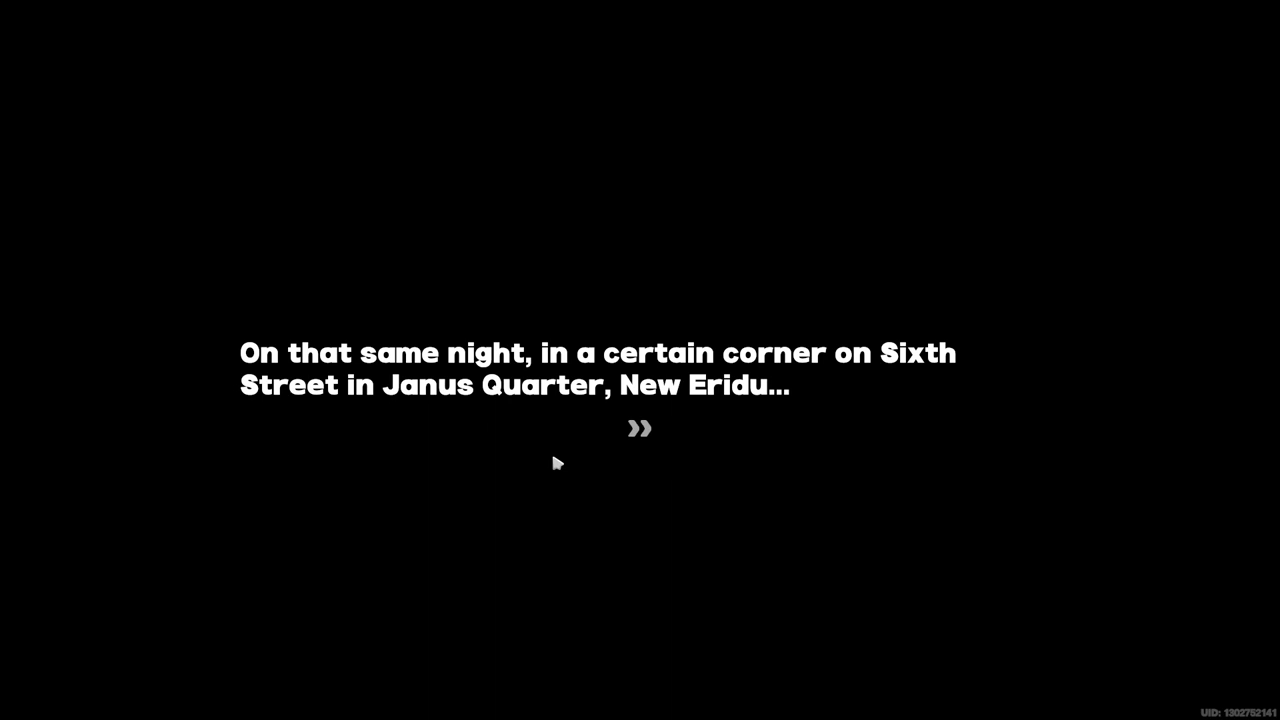 On that same night, in a certain corner on Sixth
Street in Janus Quarter, New Eridu...
UID: 1302752141